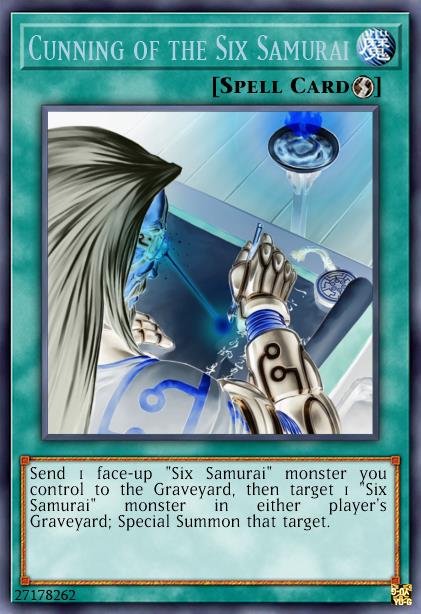 Cunning of the Six Samurai
魔
[Spell Card]
Send 1 face-up "Six Samurai" monster you
control to the Graveyard, then target 1 "Six
Samurai" monster in either player's
Graveyard; Special Summon that target.
27178262